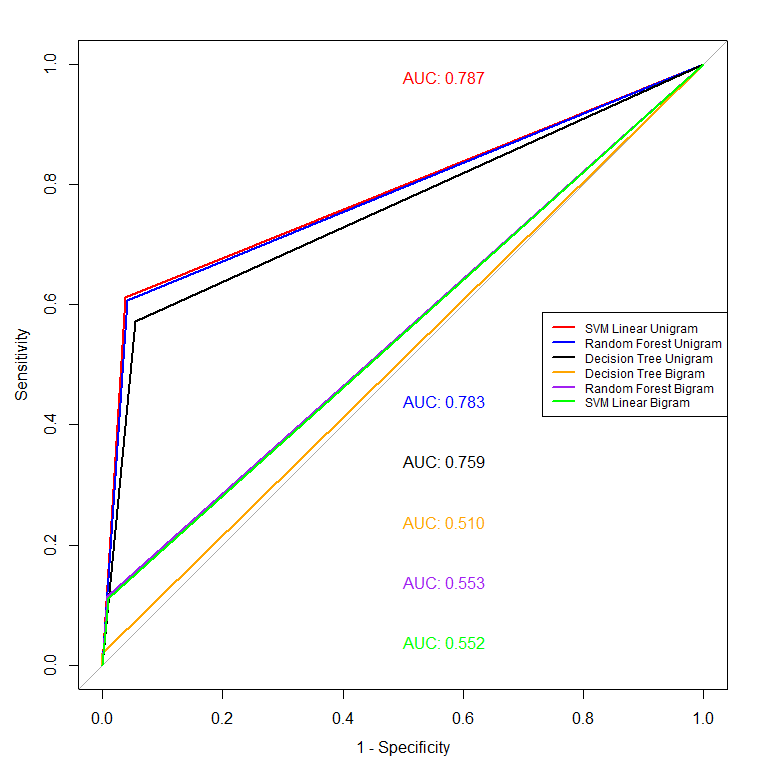 AUC: 0.787
1.0
0.8
0.6
0.4
0.2
0.0
Sensitivity
SVM Linear Unigram
Random Forest Unigram
Decision Tree Unigram
Decision Tree Bigram
Random Forest Bigram
SVM Linear Bigram
AUC: 0.783
AUC: 0.759
AUC: 0.510
AUC: 0.553
AUC: 0.552
0.0 0.2 0.4 0.6 0.8 1.0
1 - Specificity